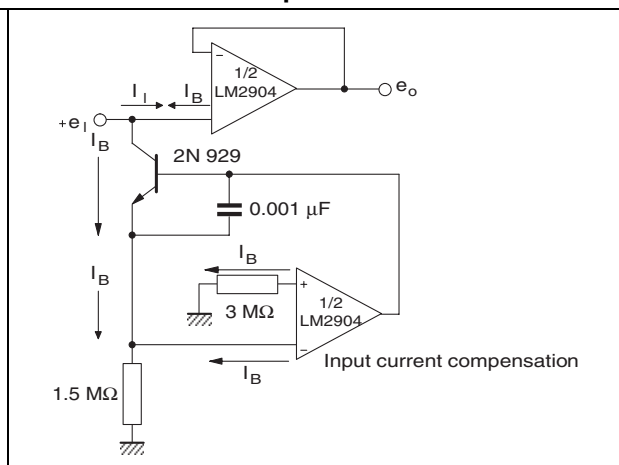 −
1/2
LM2904
I_I
I_B
e_o
+e_I
I_B
2N 929
0.001 μF
I_B
I_B
+
3 MΩ
1/2
LM2904
−
Input current compensation
I_B
1.5 MΩ